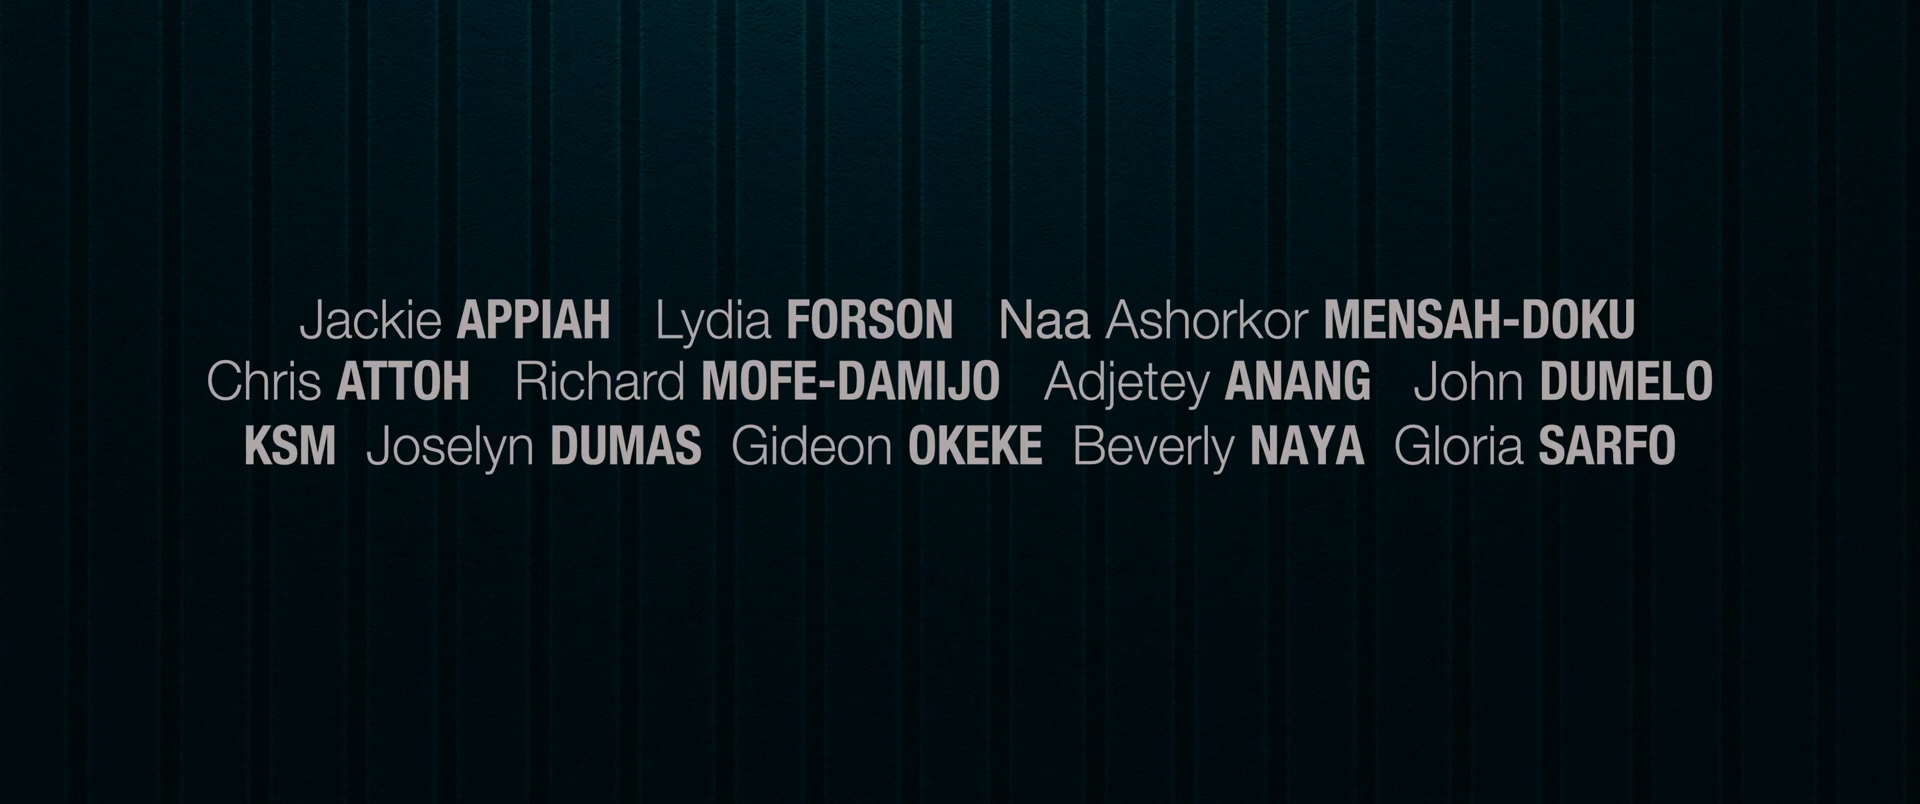 Jackie APPIAH Lydia FORSON Naa Ashorkor MENSAH-DOKU
Chris ATTOH Richard MOFE-DAMIJO Adjetey ANANG John DUMELO
KSM Joselyn DUMAS Gideon OKEKE Beverly NAYA Gloria SARFO